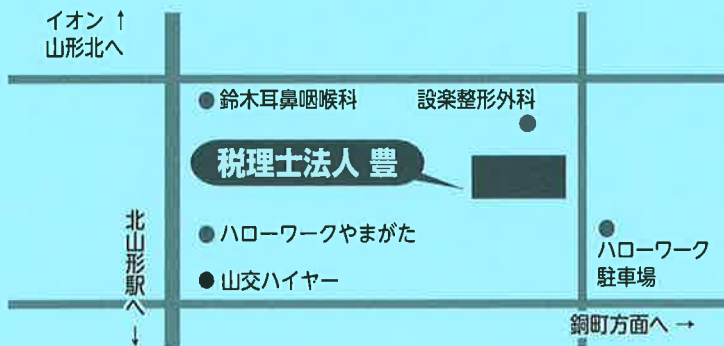 イオン ↑
山形北へ
鈴木耳鼻咽喉科
設楽整形外科
税理士法人 豊
ハローワークやまがた
山交ハイヤー
北山形駅へ ↓
ハローワーク
駐車場
銅町方面へ →